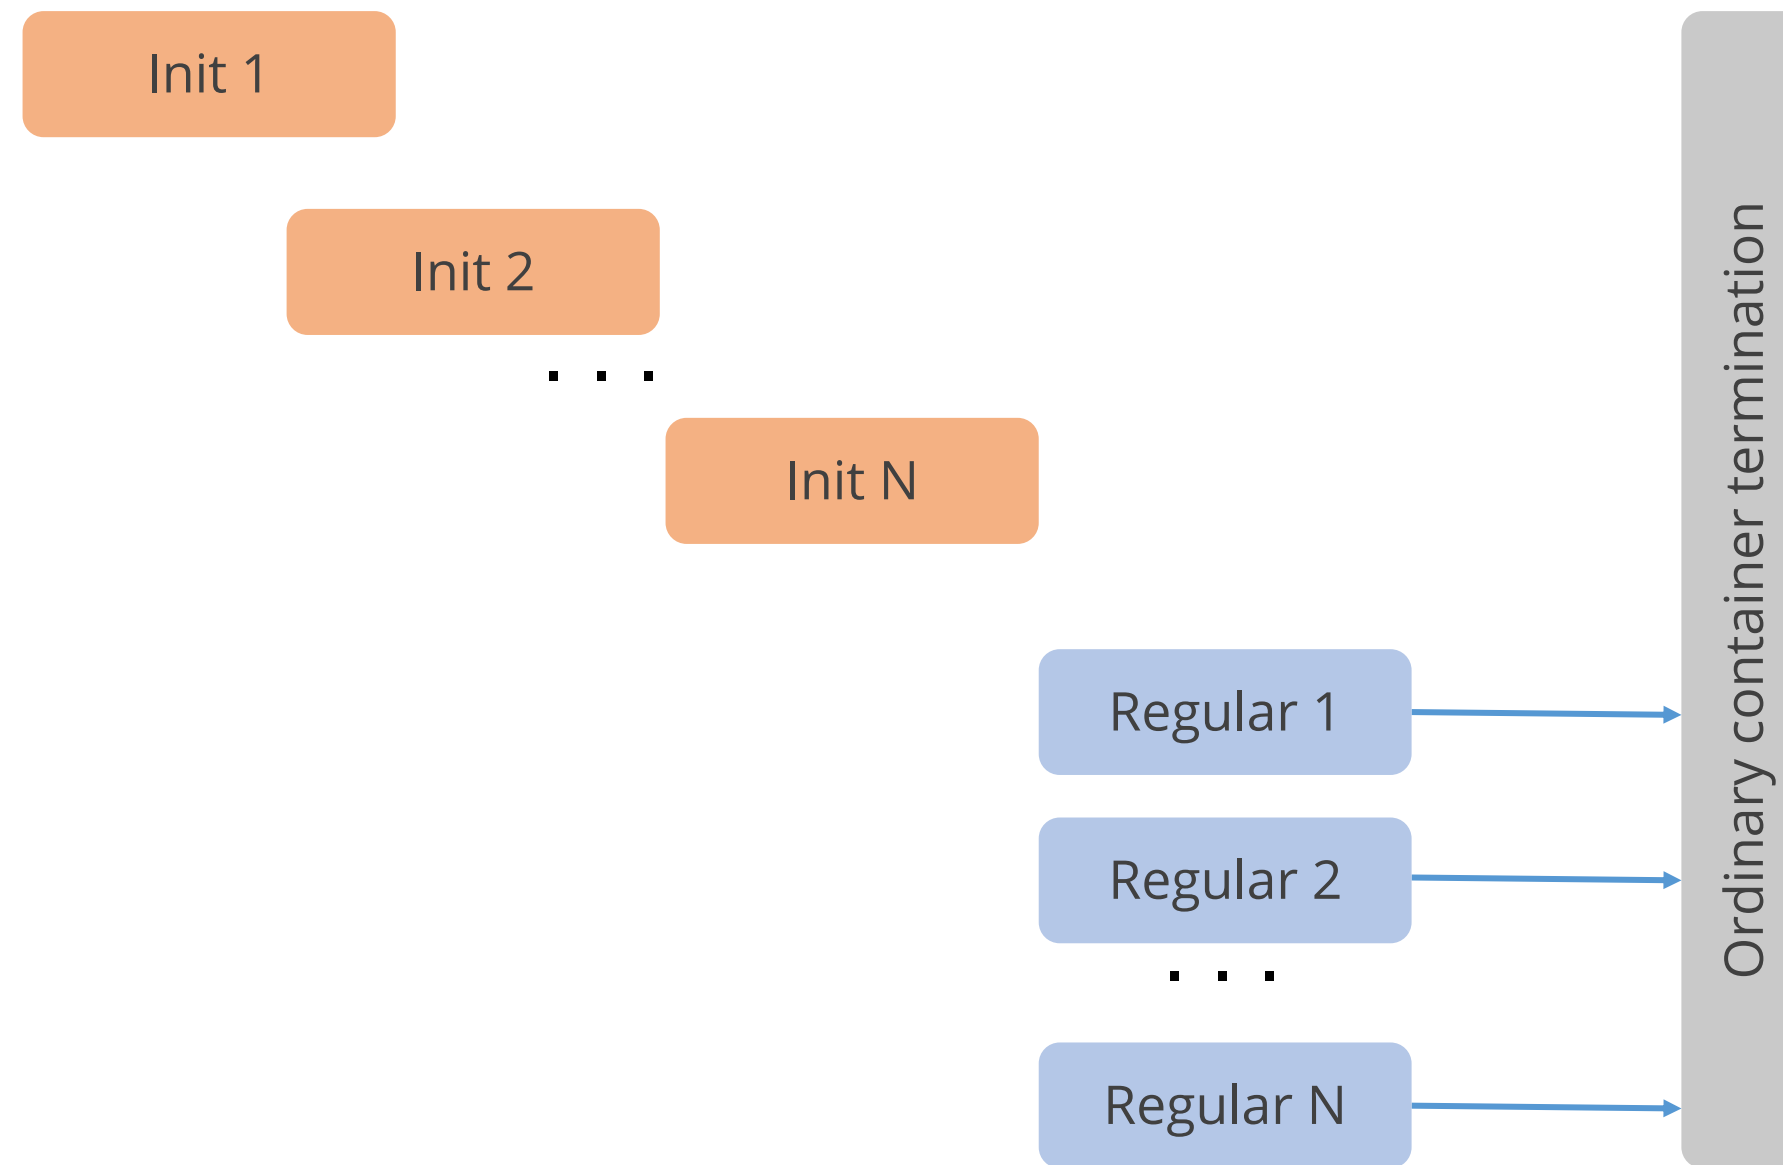 Init 1
Init 2
. . .
Init N
Regular 1
Regular 2
. . .
Regular N
Ordinary container termination